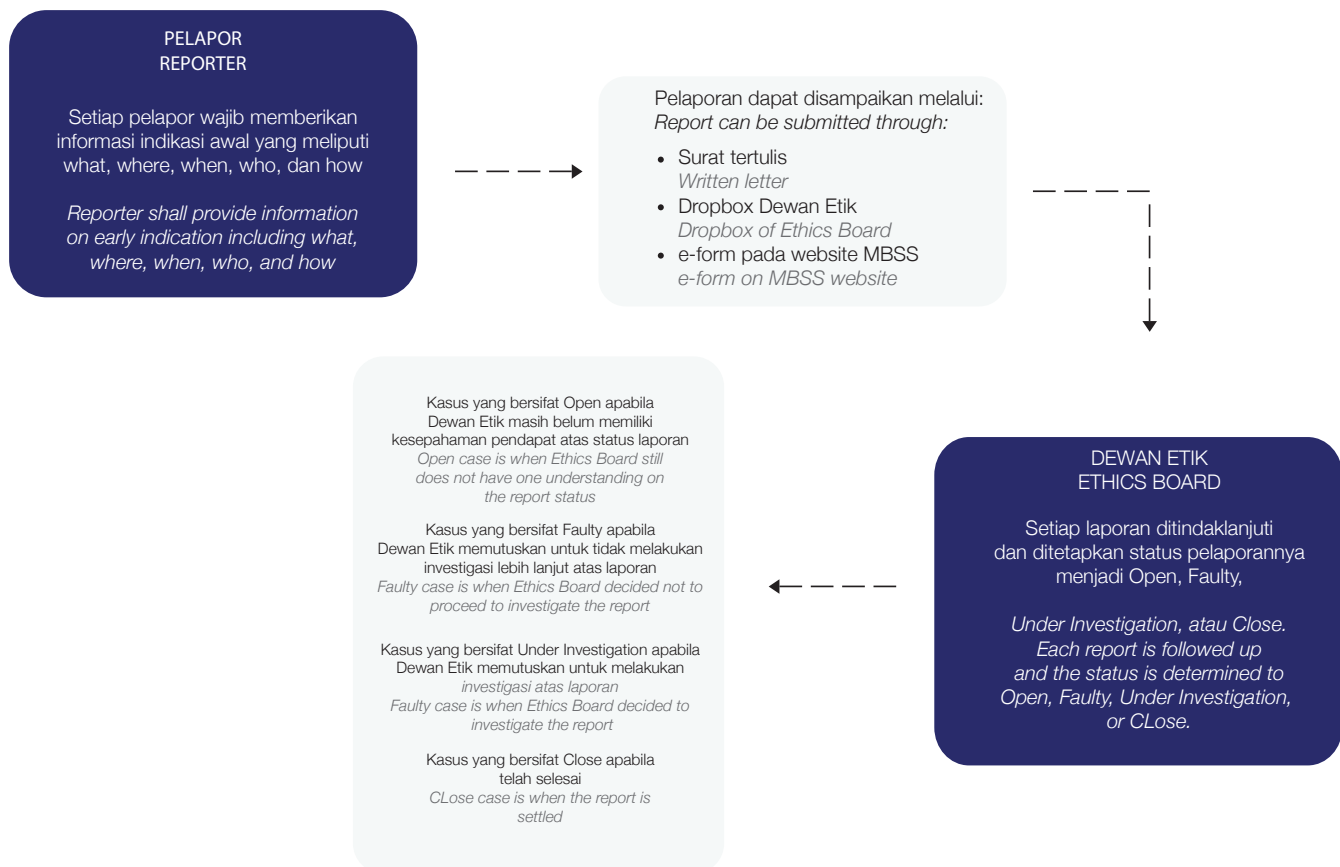 PELAPOR
REPORTER
Setiap pelapor wajib memberikan
informasi indikasi awal yang meliputi
what, where, when, who, dan how
Reporter shall provide information
on early indication including what,
where, when, who, and how
Pelaporan dapat disampaikan melalui:
Report can be submitted through:
• Surat tertulis
Written letter
• Dropbox Dewan Etik
Dropbox of Ethics Board
• e-form pada website MBSS
e-form on MBSS website
DEWAN ETIK
ETHICS BOARD
Setiap laporan ditindaklanjuti
dan ditetapkan status pelaporannya
menjadi Open, Faulty,
Under Investigation, atau Close.
Each report is followed up
and the status is determined to
Open, Faulty, Under Investigation,
or CLose.
Kasus yang bersifat Open apabila
Dewan Etik masih belum memiliki
kesepahaman pendapat atas status laporan
Open case is when Ethics Board still
does not have one understanding on
the report status
Kasus yang bersifat Faulty apabila
Dewan Etik memutuskan untuk tidak melakukan
investigasi lebih lanjut atas laporan
Faulty case is when Ethics Board decided not to
proceed to investigate the report
Kasus yang bersifat Under Investigation apabila
Dewan Etik memutuskan untuk melakukan
investigasi atas laporan
Faulty case is when Ethics Board decided to
investigate the report
Kasus yang bersifat Close apabila
telah selesai
CLose case is when the report is
settled